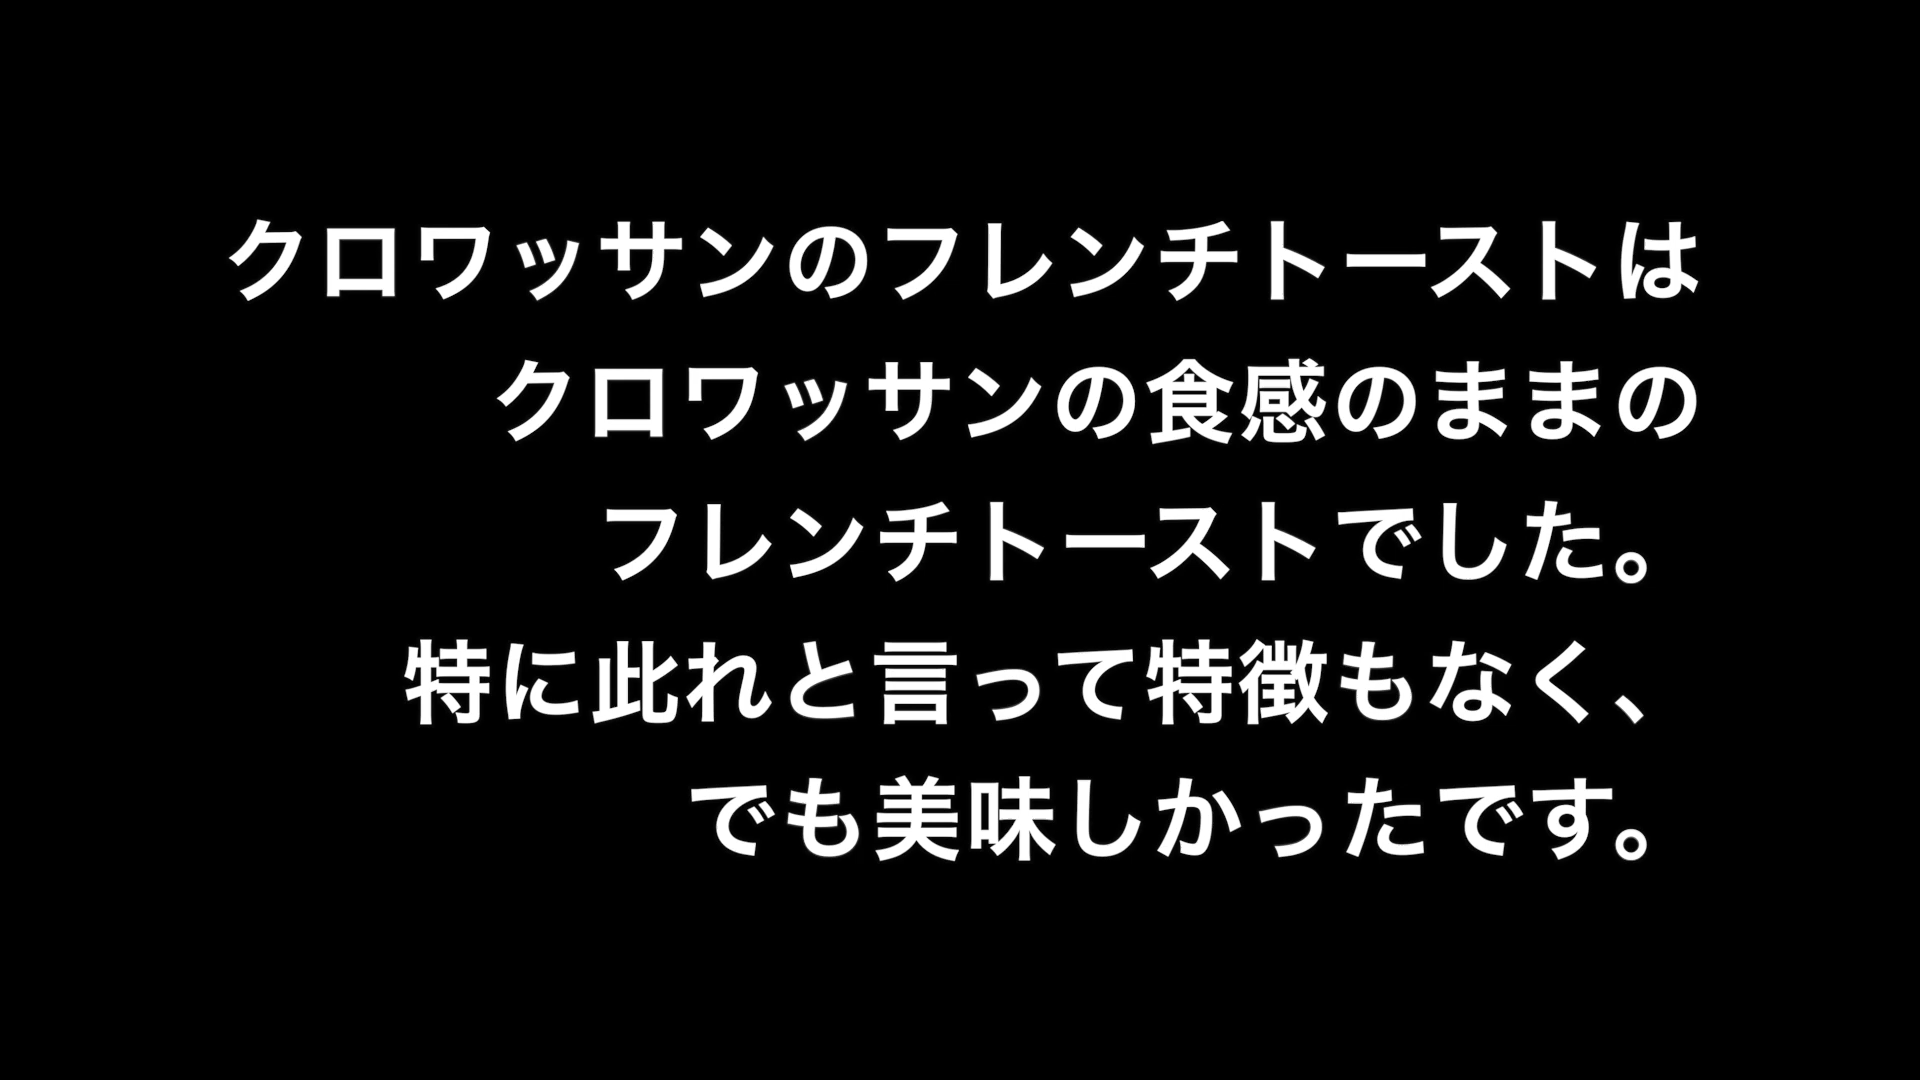 クロワッサンのフレンチトーストは
クロワッサンの食感のままの
フレンチトーストでした。
特に此れと言って特徴もなく、
でも美味しかったです。